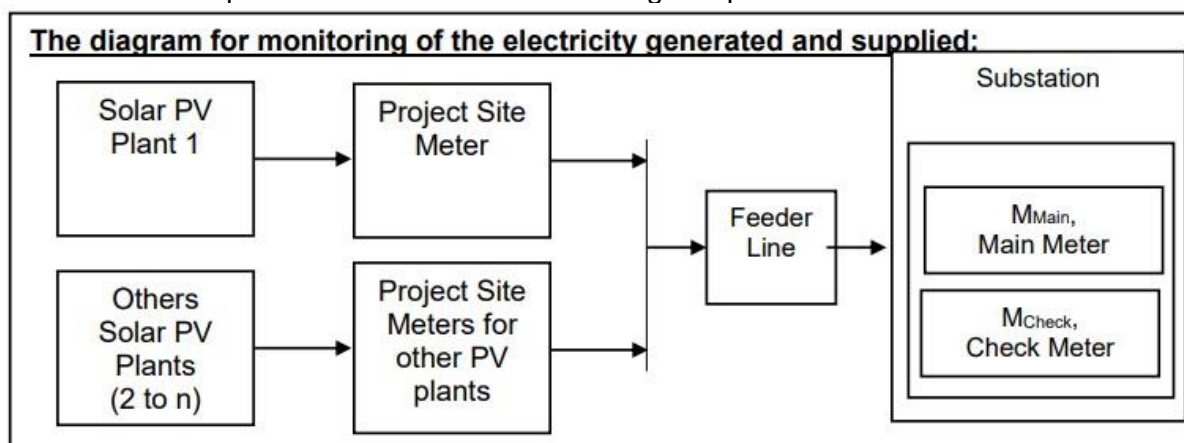 The diagram for monitoring of the electricity generated and supplied:
Solar PV
Plant 1
Project Site
Meter
Others
Solar PV
Plants
(2 to n)
Project Site
Meters for
other PV
plants
Feeder
Line
Substation
MMain,
Main Meter
MCheck,
Check Meter